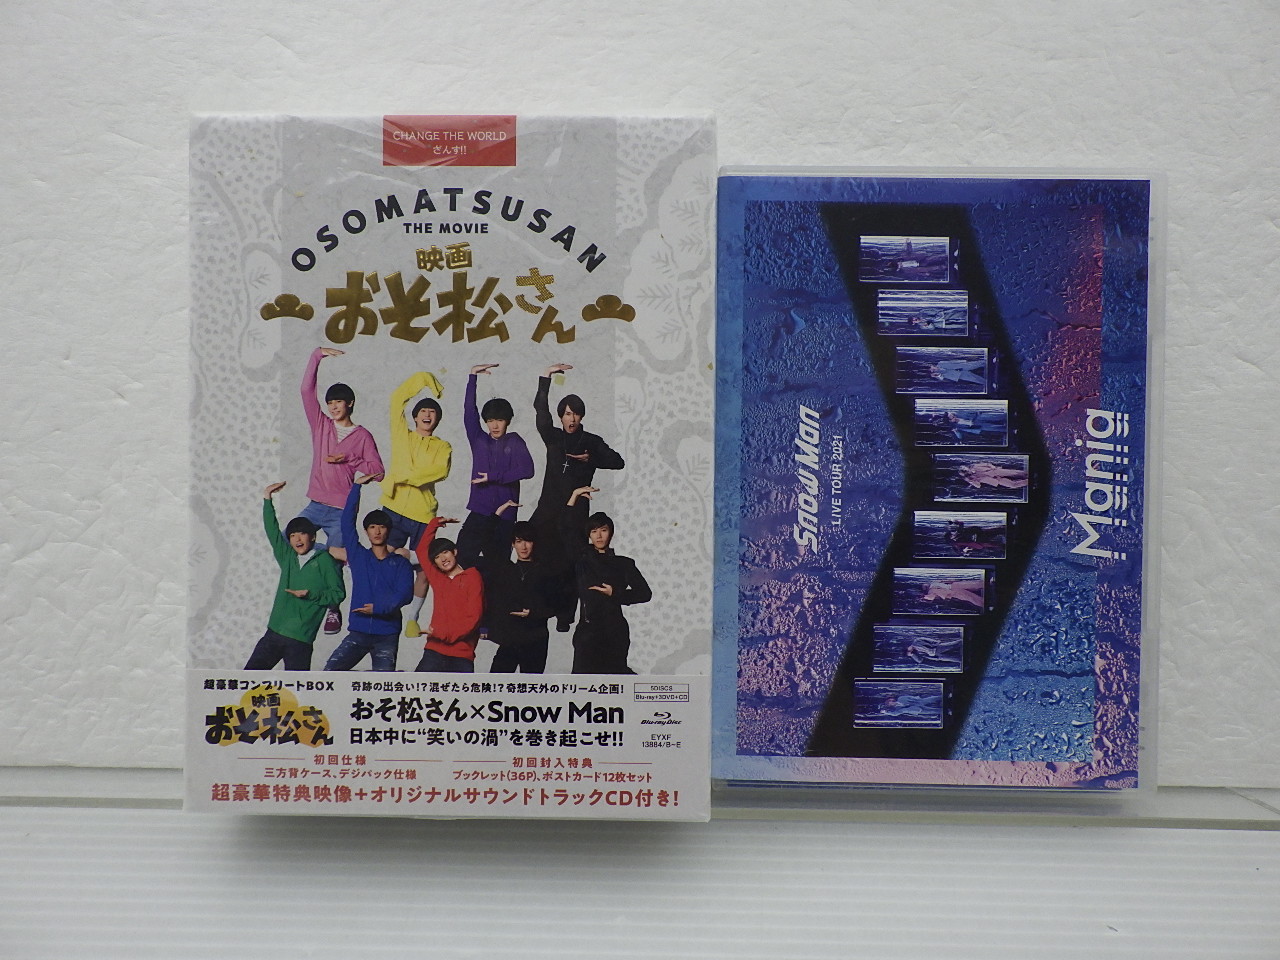 CHANGE THE WORLD
ざんす!!
OSOMATSUSAN
THE MOVIE
映画
おそ松さん
超豪華コンプリートBOX
映画
おそ松さん
奇跡の出会い!?混ぜたら危険!?奇想天外のドリーム企画!
おそ松さん×Snow Man
日本中に“笑いの渦”を巻き起こせ!!
5DISCS
Blu-ray+3DVD+CD
Blu-ray Disc
EYXF
13884/B~E
初回仕様
三方背ケース、デジパック仕様
初回封入特典
ブックレット(36P)、ポストカード12枚セット
超豪華特典映像+オリジナルサウンドトラックCD付き!
Snow Man
LIVE TOUR 2021
Mania